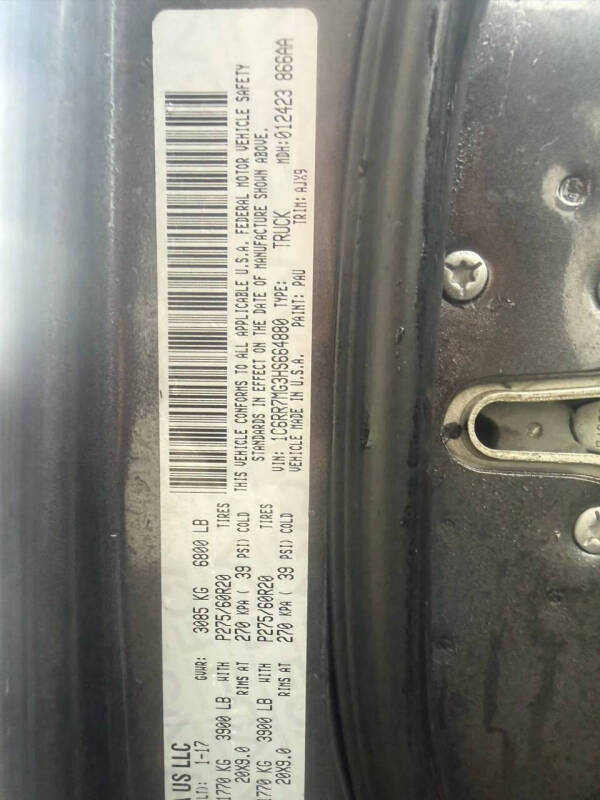 A US LLC
1-17 GVWR: 3085 KG 6800 LB
1770 KG 3900 LB WITH P275/60R20 TIRES
20X9.0 RIMS AT 270 KPA ( 39 PSI) COLD
1770 KG 3900 LB WITH P275/60R20 TIRES
20X9.0 RIMS AT 270 KPA ( 39 PSI) COLD
THIS VEHICLE CONFORMS TO ALL APPLICABLE U.S.A. FEDERAL MOTOR VEHICLE SAFETY
STANDARDS IN EFFECT ON THE DATE OF MANUFACTURE SHOWN ABOVE.
VIN: 1C6RR7MG3HS664880 TYPE: TRUCK MDH:012423 866AA
VEHICLE MADE IN U.S.A. PAINT: PAU TRIM: AJX9